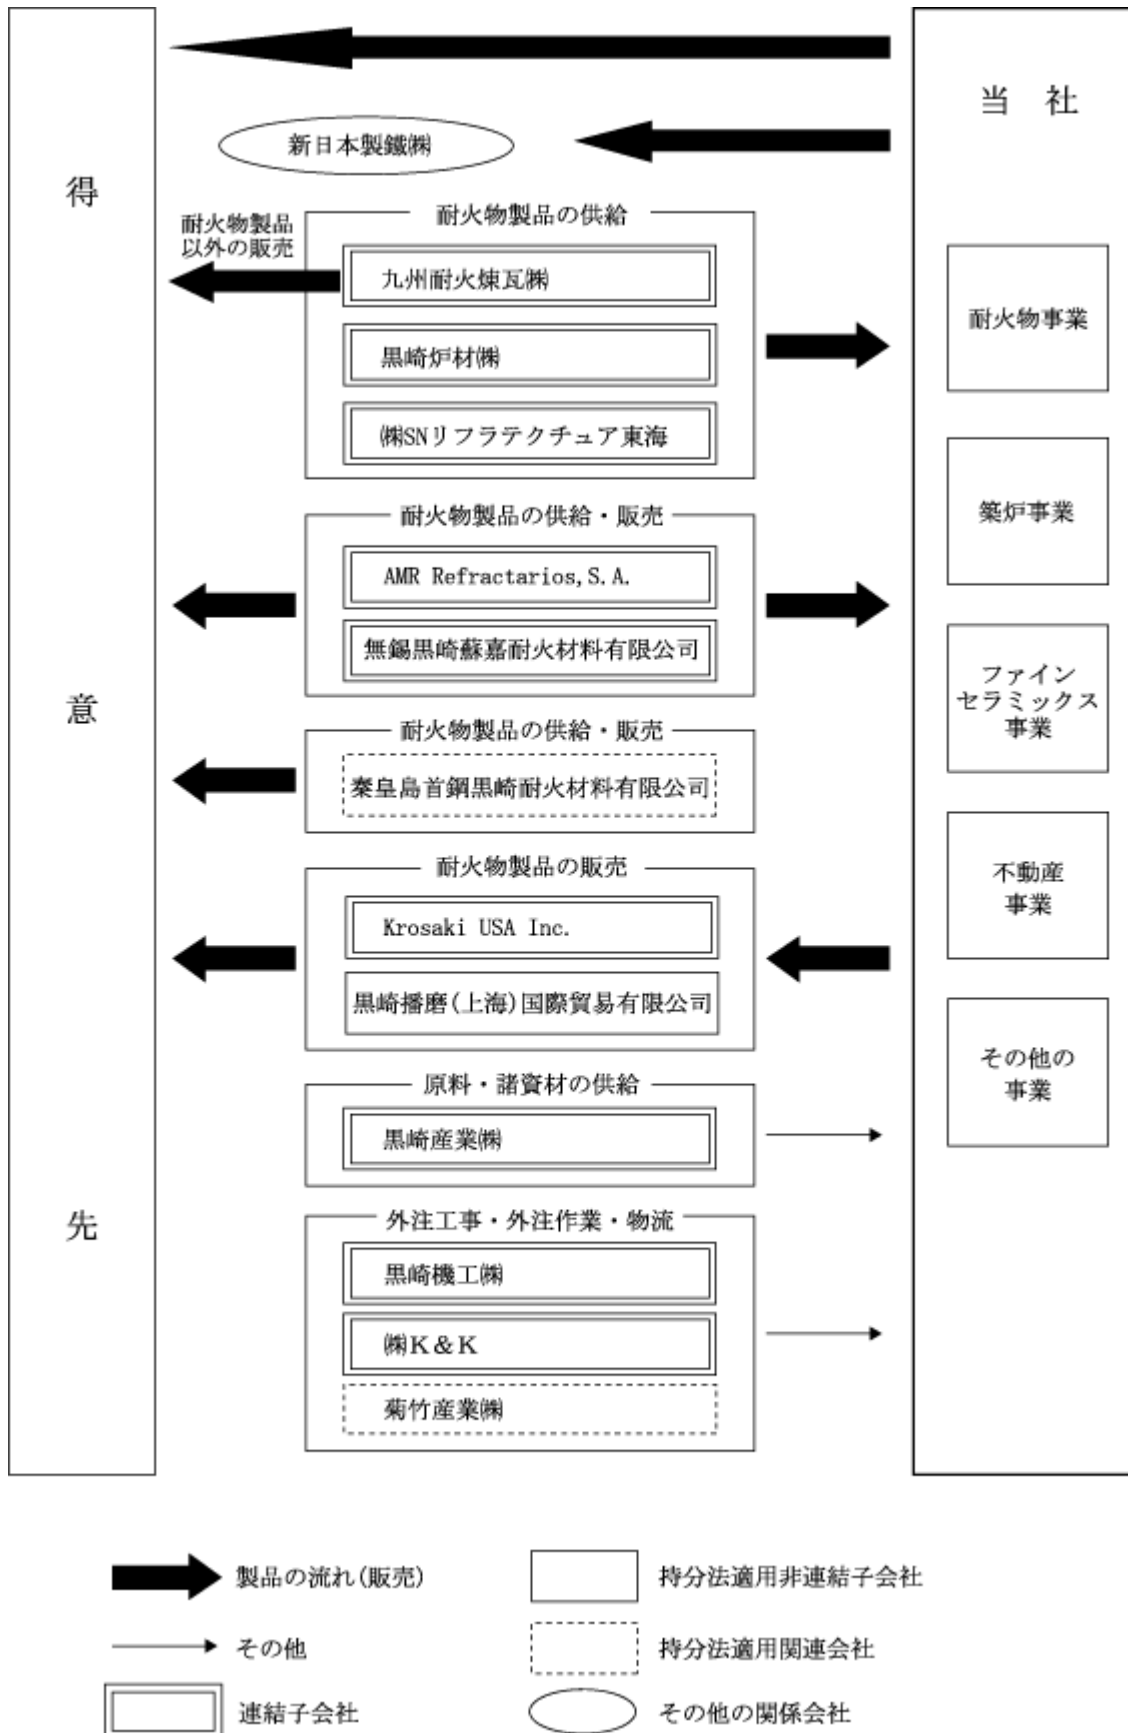 得意先
当 社
新日本製鐵㈱
耐火物製品の供給
耐火物製品
以外の販売
九州耐火煉瓦㈱
黒崎炉材㈱
㈱SNリフラテクチュア東海
耐火物製品の供給・販売
AMR Refractarios,S.A.
無錫黒崎蘇嘉耐火材料有限公司
耐火物製品の供給・販売
秦皇島首鋼黒崎耐火材料有限公司
耐火物製品の販売
Krosaki USA Inc.
黒崎播磨(上海)国際貿易有限公司
原料・諸資材の供給
黒崎産業㈱
外注工事・外注作業・物流
黒崎機工㈱
㈱K&K
菊竹産業㈱
耐火物事業
築炉事業
ファイン
セラミックス
事業
不動産
事業
その他の
事業
製品の流れ(販売)
持分法適用非連結子会社
その他
持分法適用関連会社
連結子会社
その他の関係会社